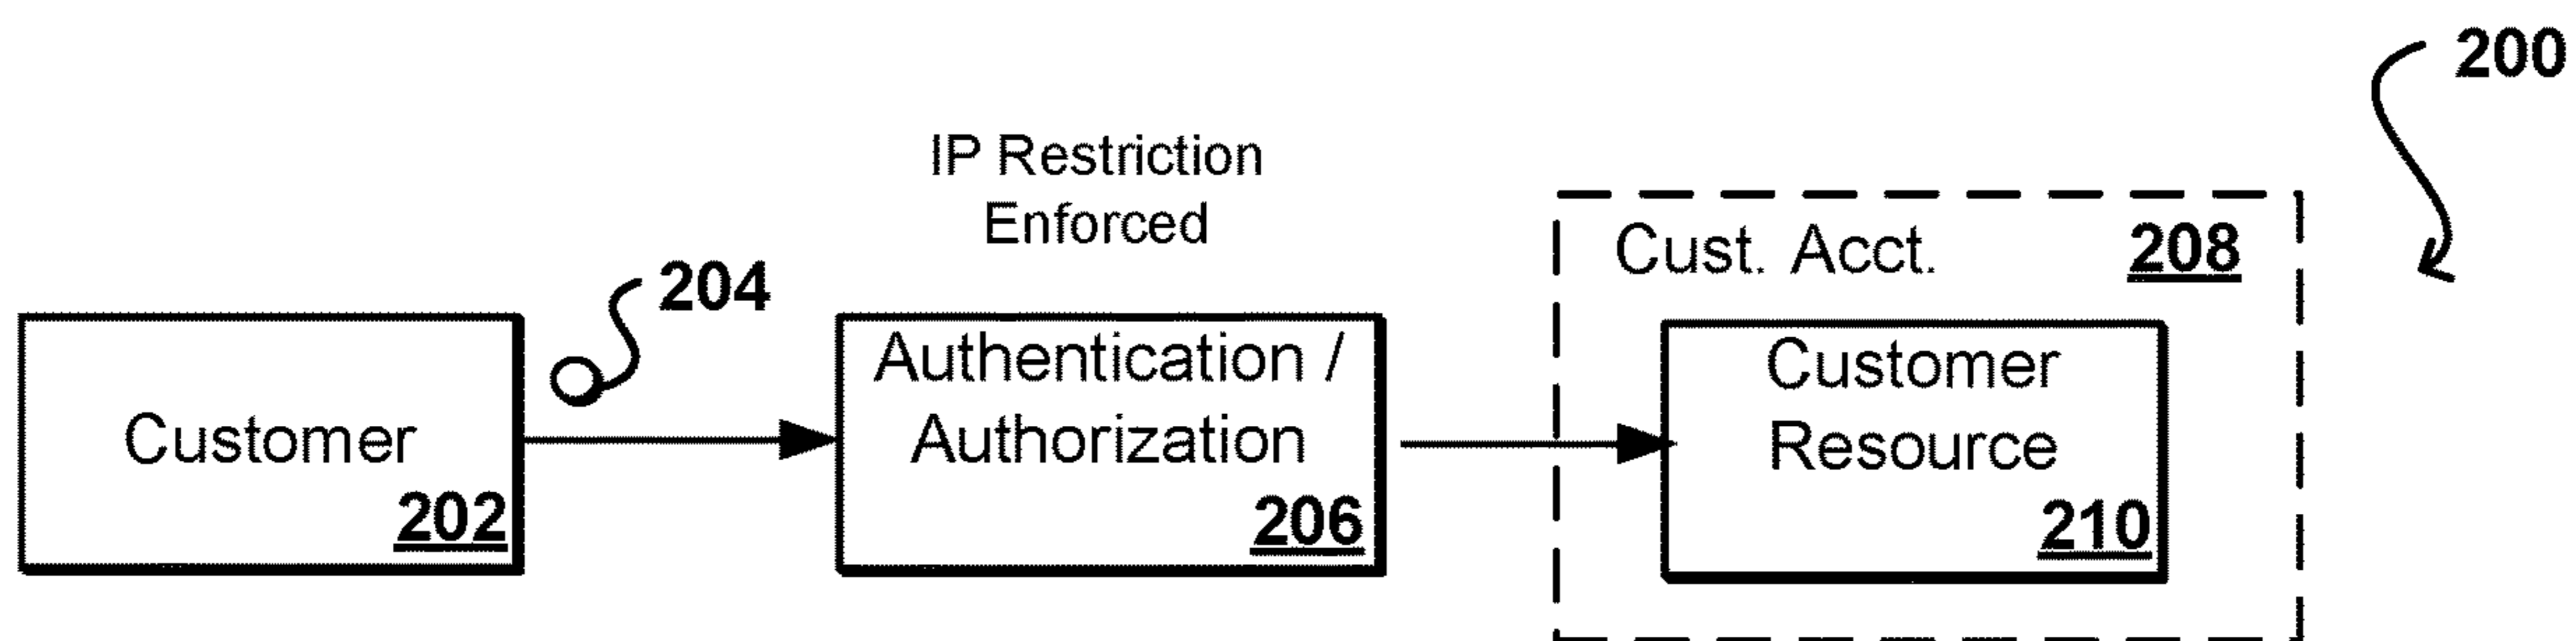 200
IP Restriction
Enforced
Cust. Acct. 208
204
Customer
202
Authentication /
Authorization
206
Customer
Resource
210